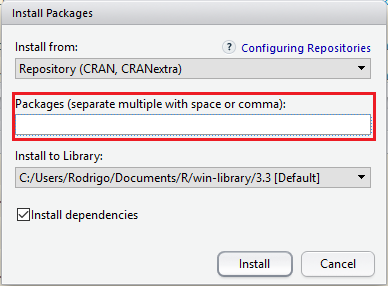 Install Packages
Install from:
? Configuring Repositories
Repository (CRAN, CRANextra)
Packages (separate multiple with space or comma):
Install to Library:
C:/Users/Rodrigo/Documents/R/win-library/3.3 [Default]
Install dependencies
Install
Cancel